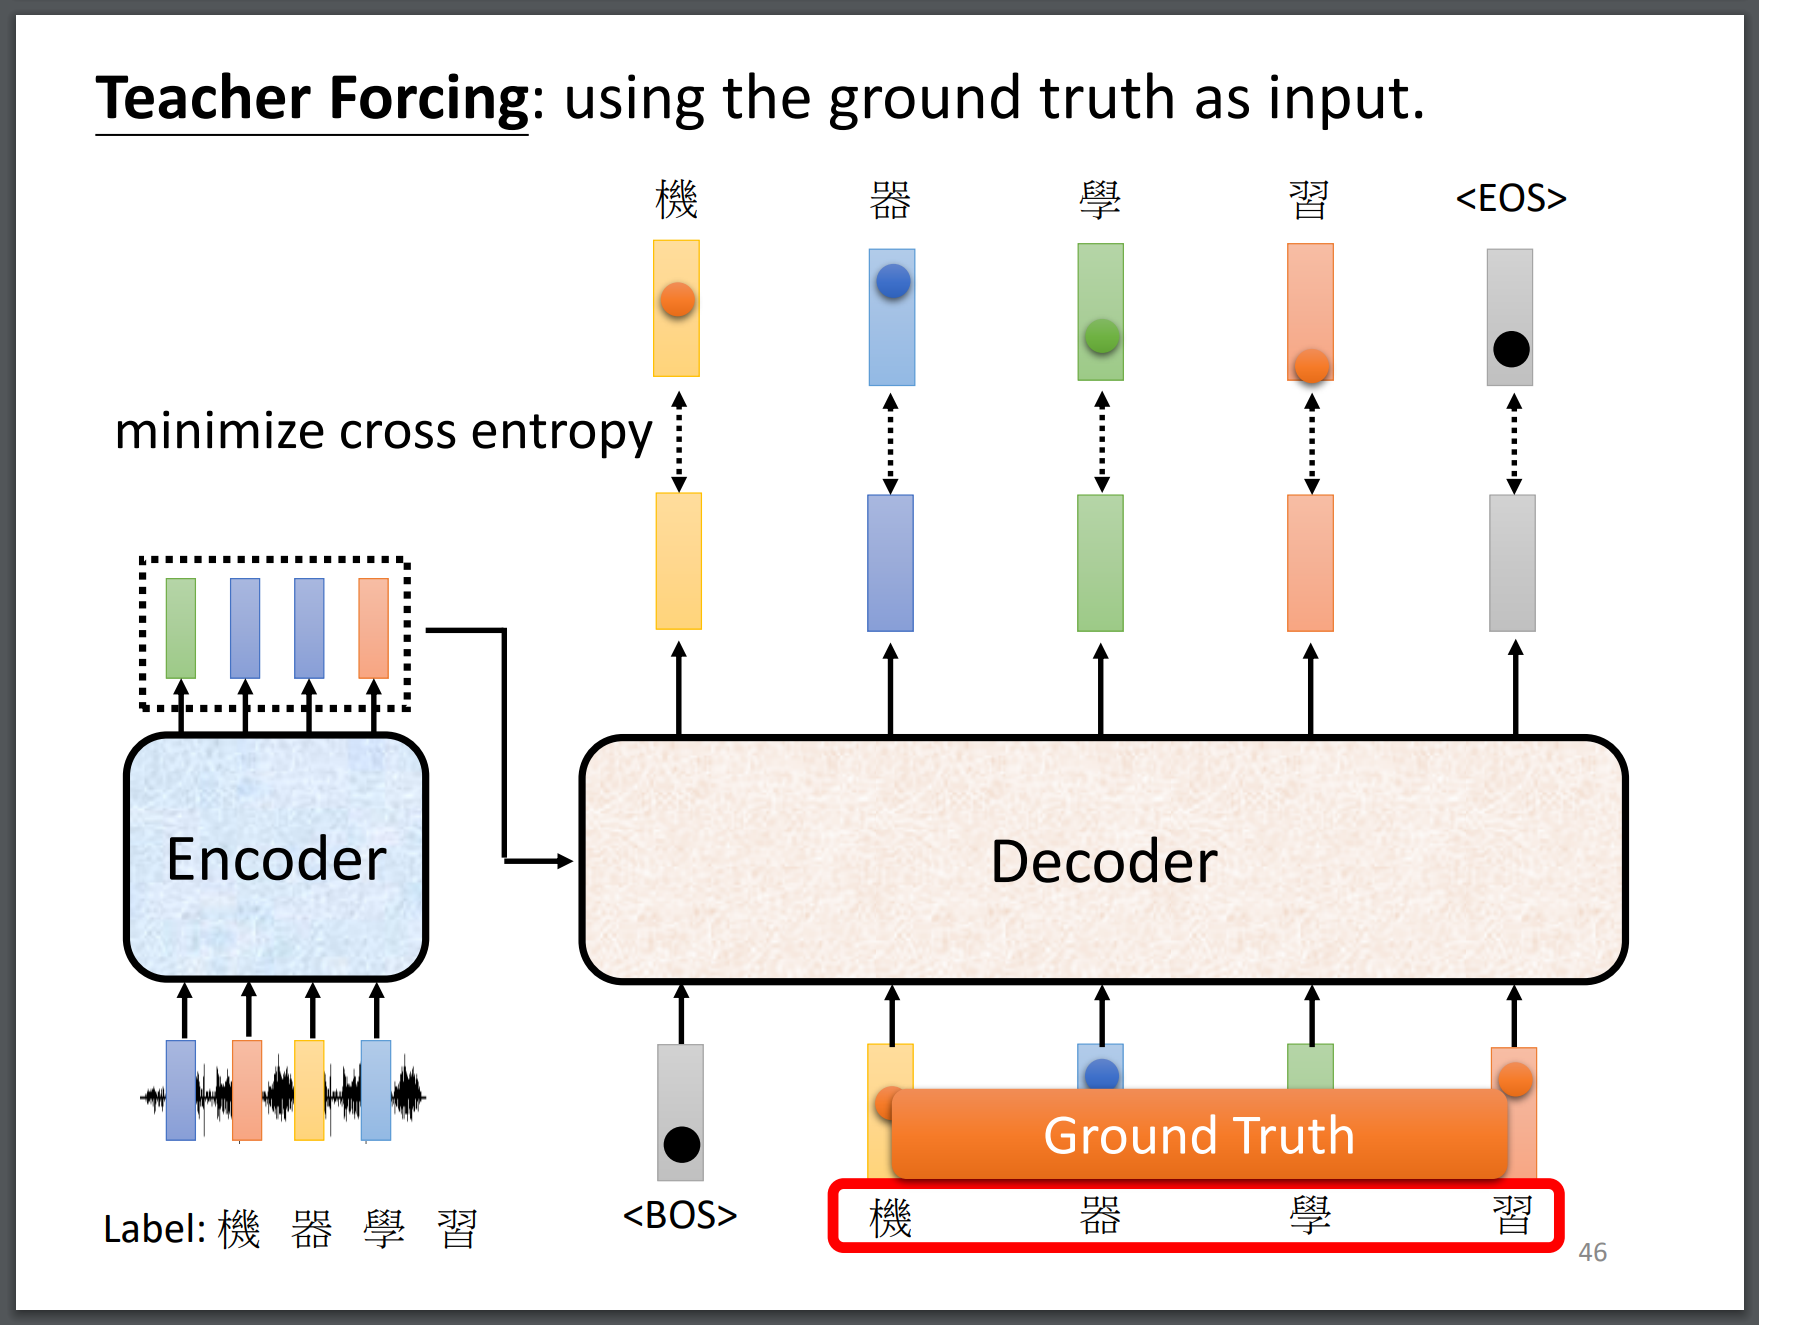 Teacher Forcing: using the ground truth as input.
機 器 學 習 <EOS>
minimize cross entropy
Encoder
Decoder
Ground Truth
Label: 機 器 學 習
<BOS> 機 器 學 習
46